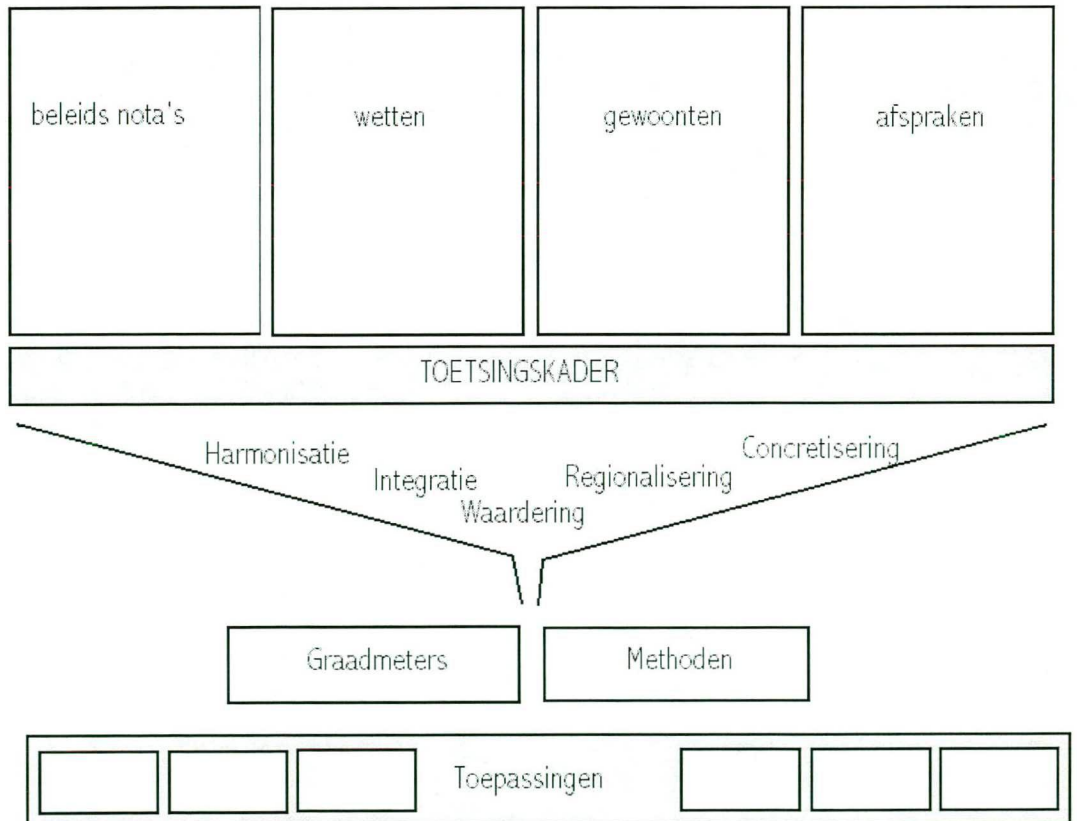 beleids nota's
wetten
gewoonten
afspraken
TOETSINGSKADER
Harmonisatie
Integratie
Waardering
Regionalisering
Concretisering
Graadmeters
Methoden
Toepassingen